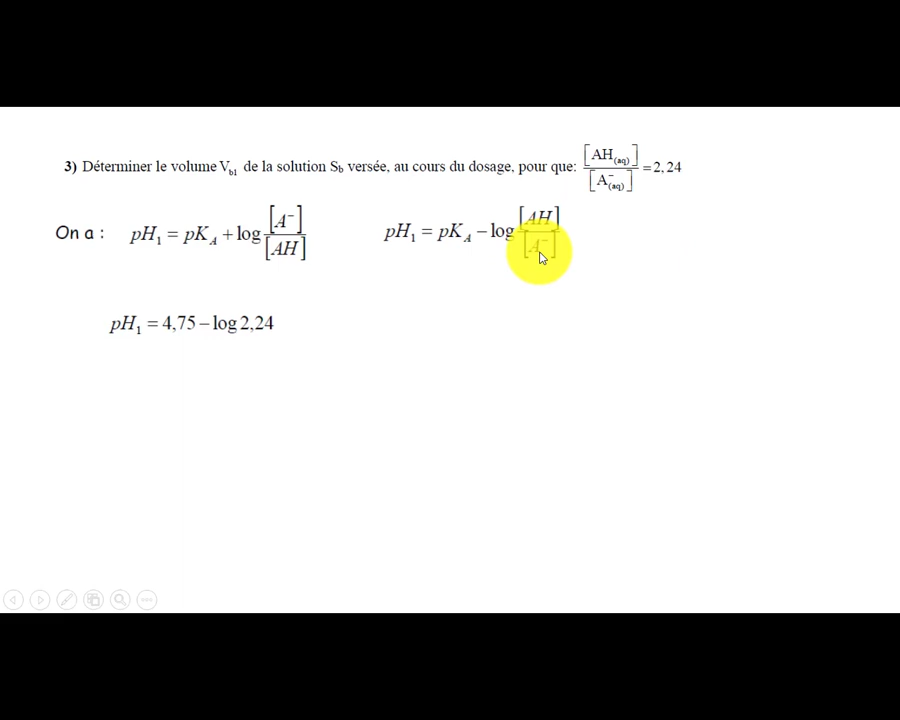 3) Déterminer le volume V_b1 de la solution S_b versée, au cours du dosage, pour que: [AH_(aq)] / [A⁻_(aq)] = 2,24
On a : pH₁ = pK_A + log [A⁻] / [AH] pH₁ = pK_A − log [AH] / [A⁻]
pH₁ = 4,75 − log 2,24